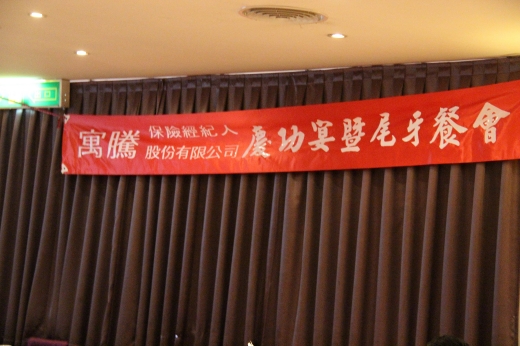 寓騰 保險經紀人 股份有限公司 慶功宴暨尾牙餐會